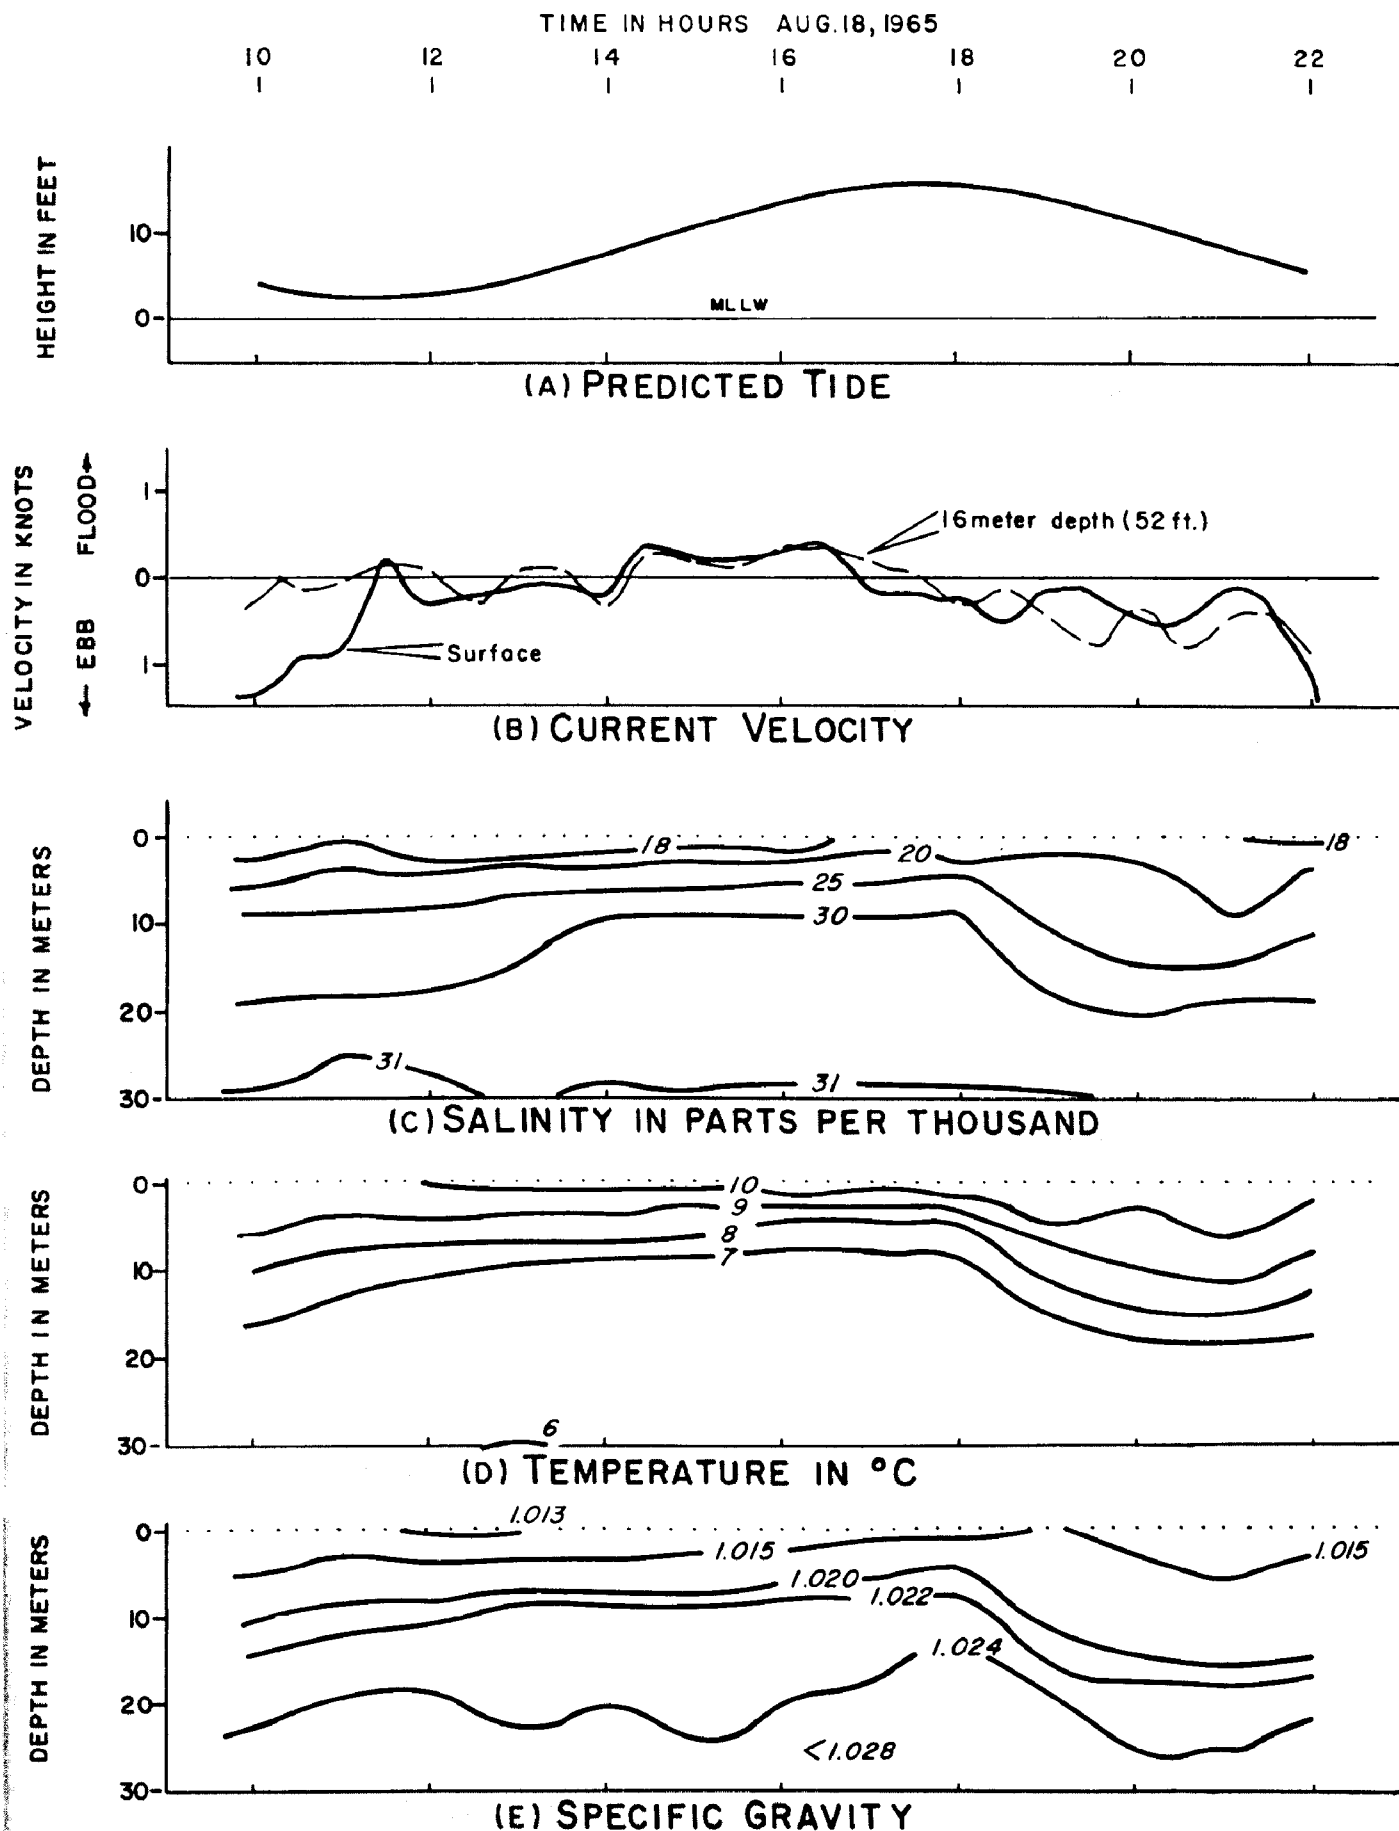 TIME IN HOURS AUG. 18, 1965
10 12 14 16 18 20 22
HEIGHT IN FEET
10
0
MLLW
(A) PREDICTED TIDE
VELOCITY IN KNOTS
← EBB FLOOD →
1
0
1
16 meter depth (52 ft.)
Surface
(B) CURRENT VELOCITY
DEPTH IN METERS
0
10
20
30
18
18
20
25
30
31
31
(C) SALINITY IN PARTS PER THOUSAND
DEPTH IN METERS
0
10
20
30
10
9
8
7
6
(D) TEMPERATURE IN °C
DEPTH IN METERS
0
10
20
30
1.013
1.015
1.015
1.020
1.022
1.024
<1.028
(E) SPECIFIC GRAVITY